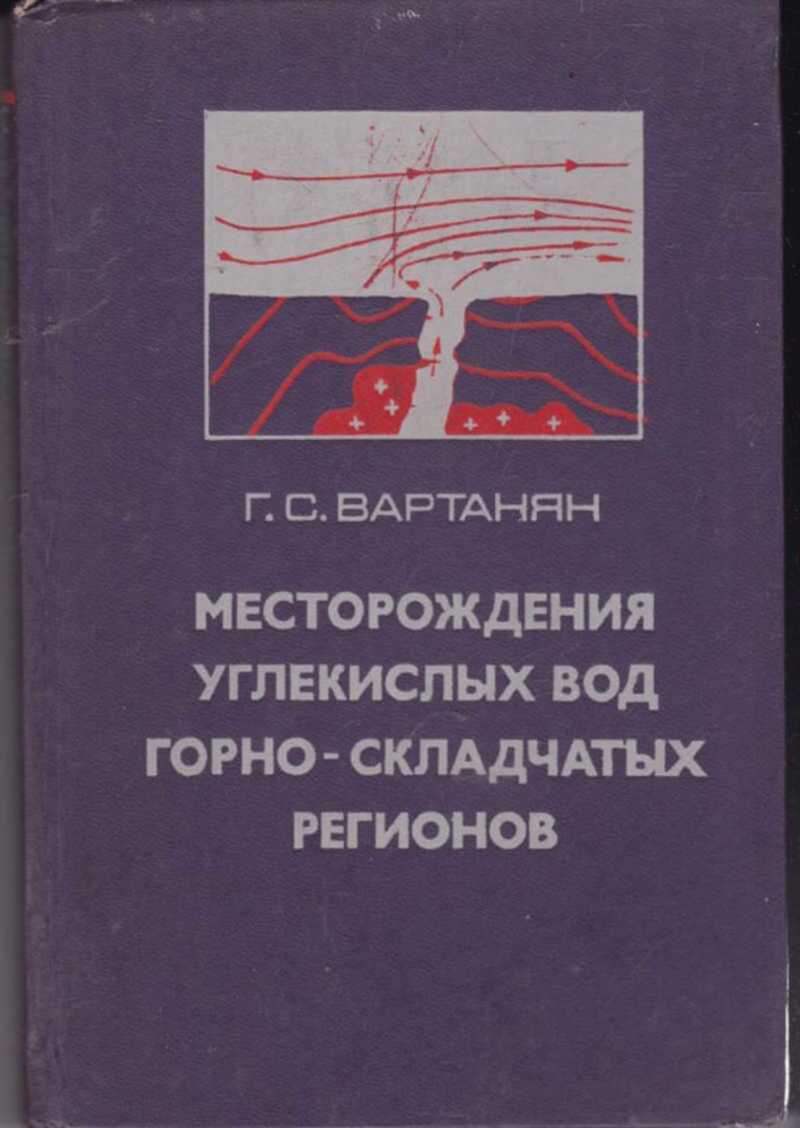 Г. С. ВАРТАНЯН
МЕСТОРОЖДЕНИЯ
УГЛЕКИСЛЫХ ВОД
ГОРНО-СКЛАДЧАТЫХ
РЕГИОНОВ